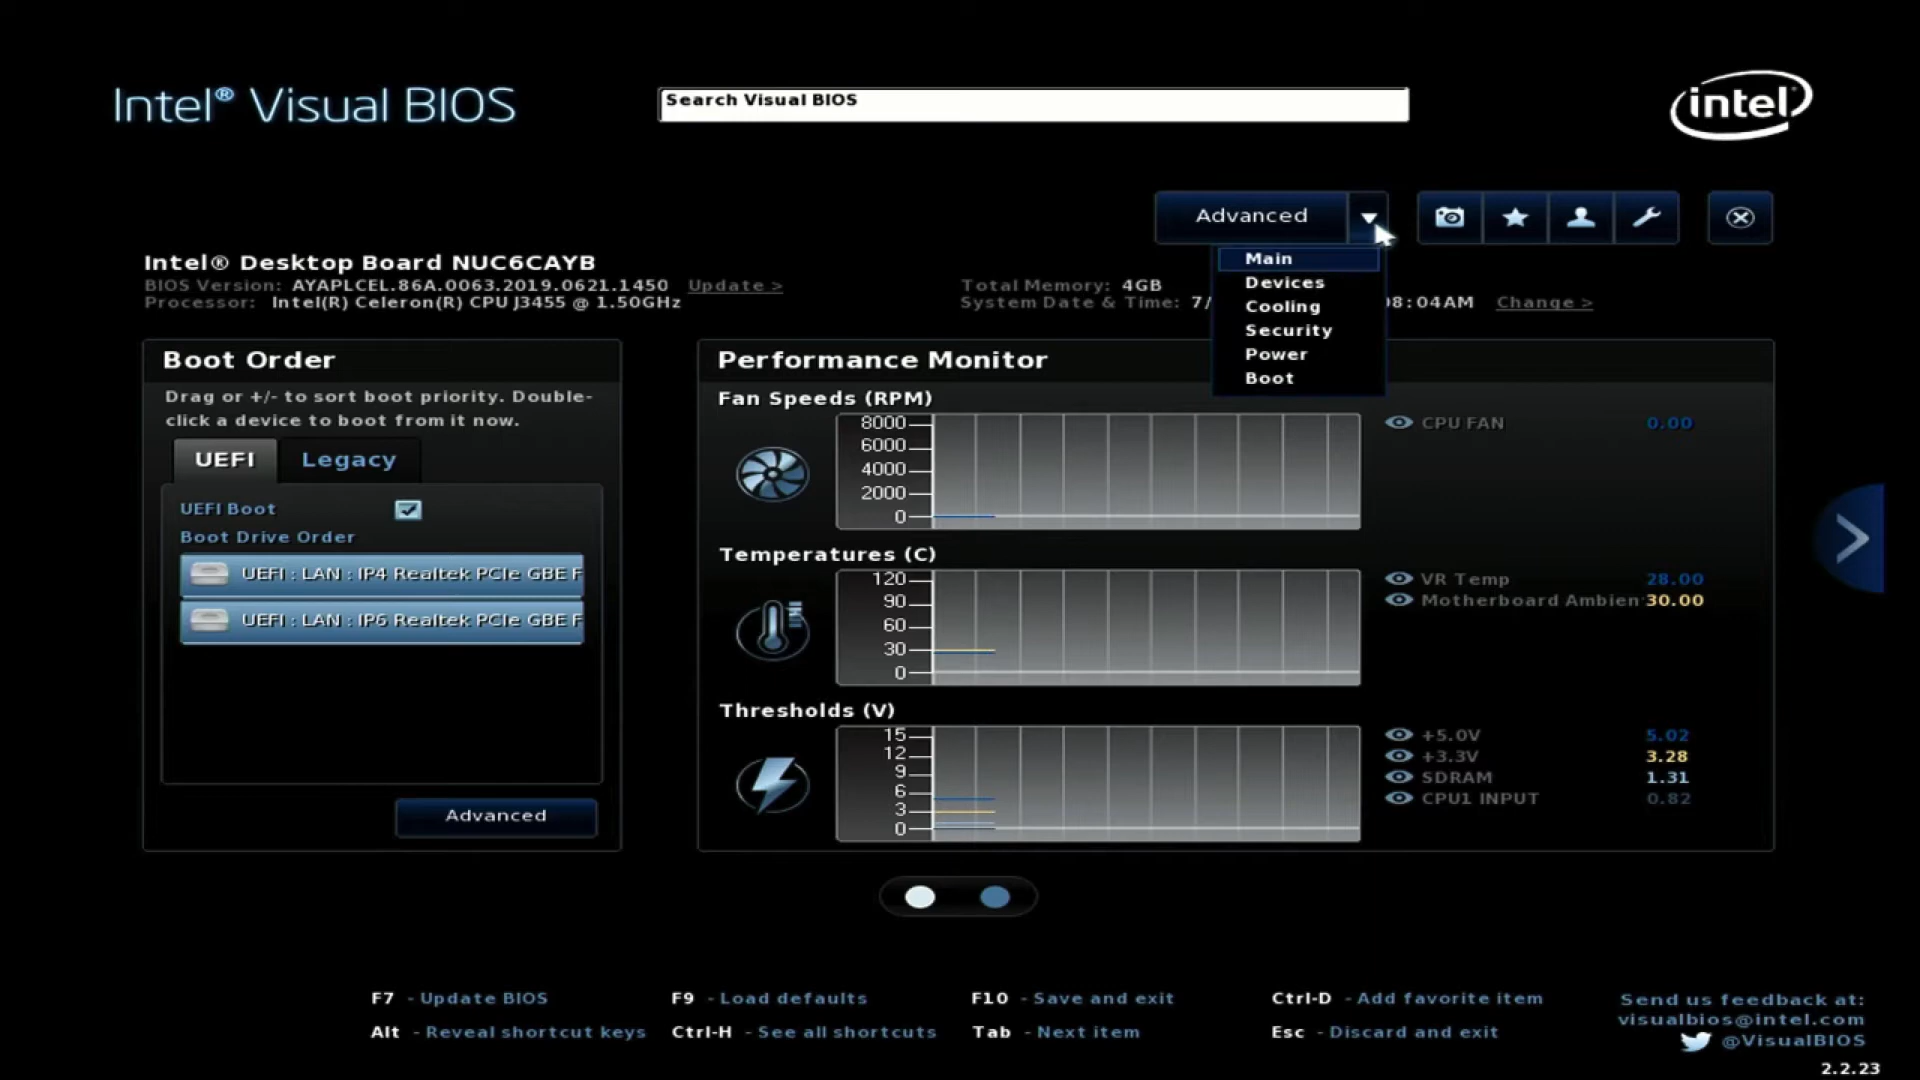 Intel® Visual BIOS
Search Visual BIOS
intel®
Advanced
Main
Devices
Cooling
Security
Power
Boot
Intel® Desktop Board NUC6CAYB
BIOS Version: AYAPLCEL.86A.0063.2019.0621.1450 Update >
Processor: Intel(R) Celeron(R) CPU J3455 @ 1.50GHz
Total Memory: 4GB
System Date & Time: 7/ 08:04AM Change >
Boot Order
Drag or +/- to sort boot priority. Double-
click a device to boot from it now.
UEFI Legacy
UEFI Boot
Boot Drive Order
UEFI : LAN : IP4 Realtek PCIe GBE F
UEFI : LAN : IP6 Realtek PCIe GBE F
Advanced
Performance Monitor
Fan Speeds (RPM)
8000
6000
4000
2000
0
CPU FAN 0.00
Temperatures (C)
120
90
60
30
0
VR Temp 28.00
Motherboard Ambien 30.00
Thresholds (V)
15
12
9
6
3
0
+5.0V 5.02
+3.3V 3.28
SDRAM 1.31
CPU1 INPUT 0.82
F7 - Update BIOS F9 - Load defaults F10 - Save and exit Ctrl-D - Add favorite item
Alt - Reveal shortcut keys Ctrl-H - See all shortcuts Tab - Next item Esc - Discard and exit
Send us feedback at:
visualbios@intel.com
@VisualBIOS
2.2.23